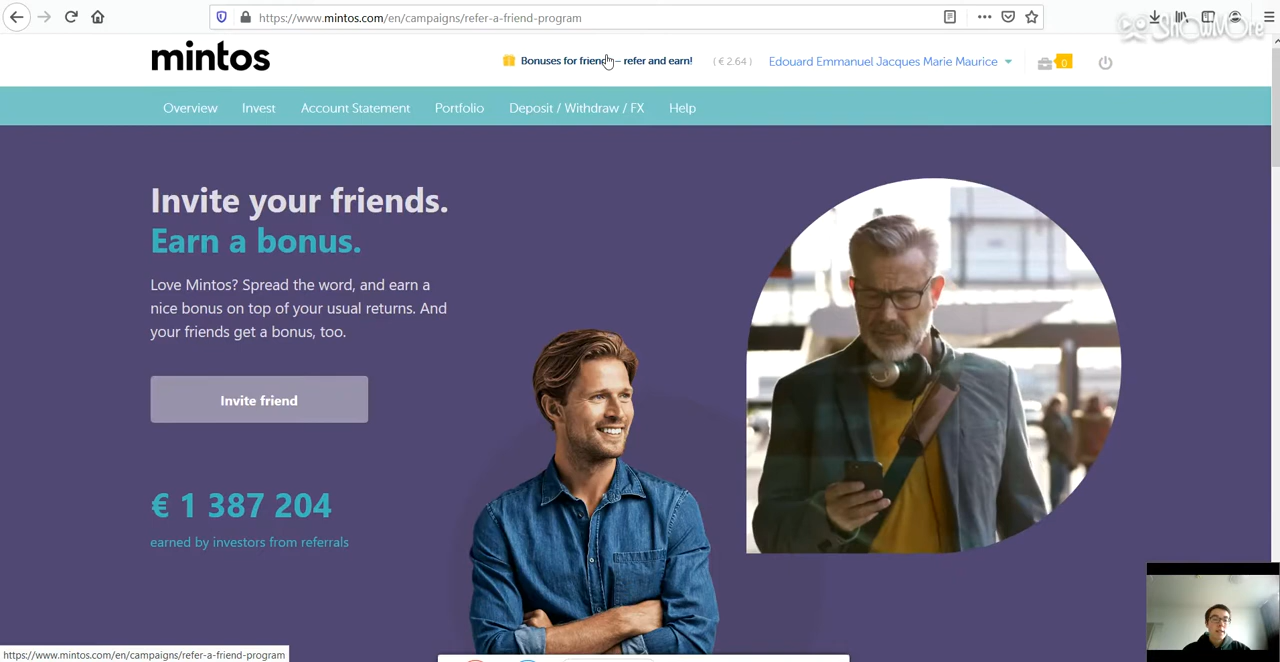 https://www.mintos.com/en/campaigns/refer-a-friend-program
ShowMore
mintos
Bonuses for friends – refer and earn!
( € 2.64 )
Edouard Emmanuel Jacques Marie Maurice
0
Overview
Invest
Account Statement
Portfolio
Deposit / Withdraw / FX
Help
Invite your friends.
Earn a bonus.
Love Mintos? Spread the word, and earn a
nice bonus on top of your usual returns. And
your friends get a bonus, too.
Invite friend
€ 1 387 204
earned by investors from referrals
https://www.mintos.com/en/campaigns/refer-a-friend-program